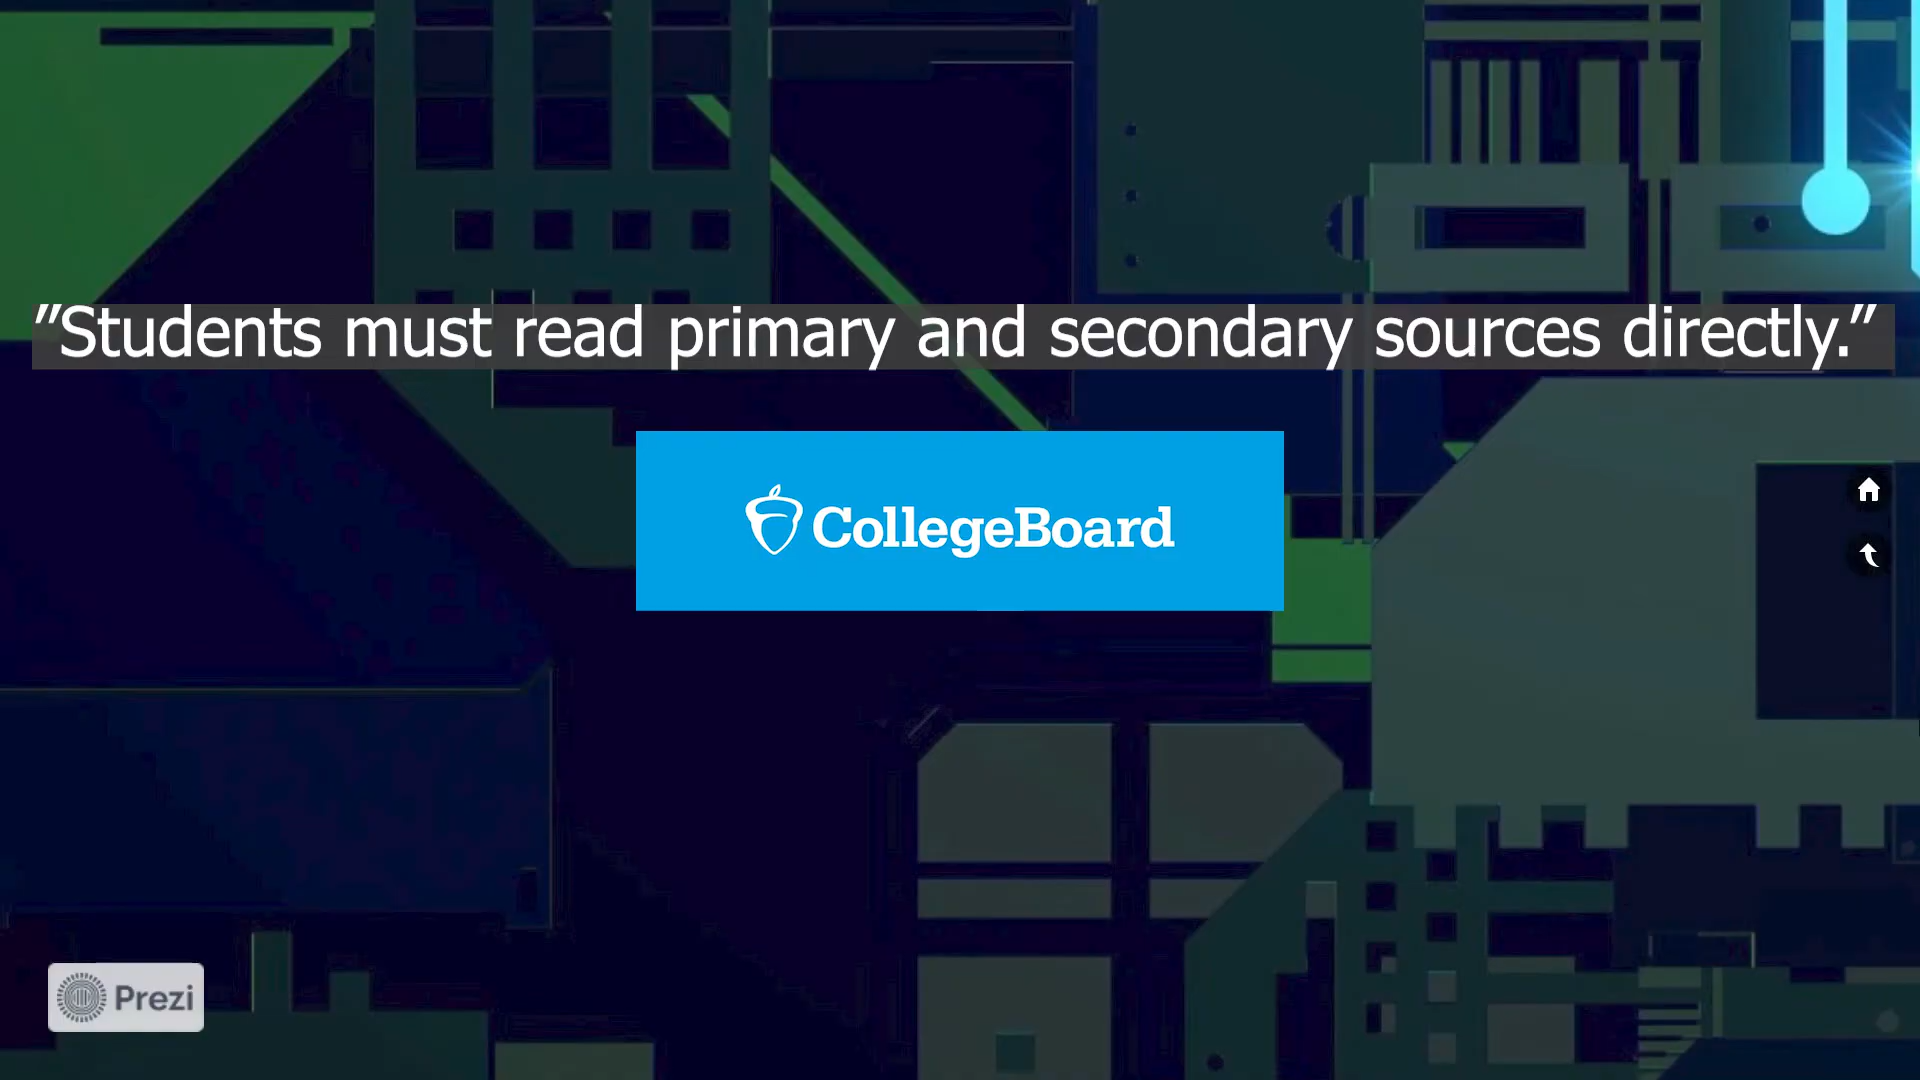 ”Students must read primary and secondary sources directly.”
CollegeBoard
Prezi